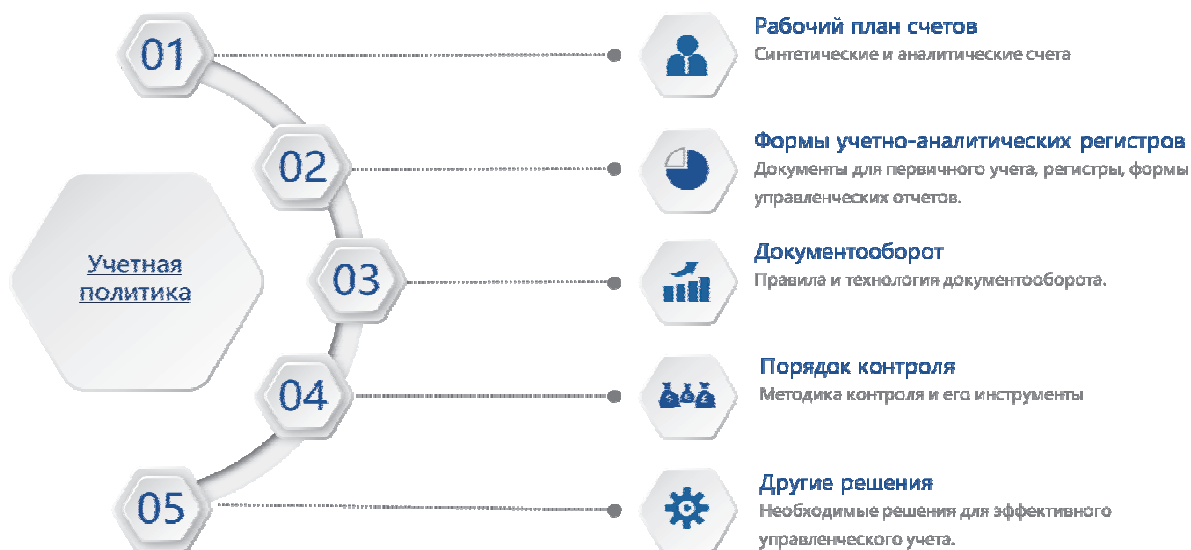 01
Рабочий план счетов
Синтетические и аналитические счета
02
Формы учетно-аналитических регистров
Документы для первичного учета, регистры, формы
управленческих отчетов.
Учетная
политика
03
Документооборот
Правила и технология документооборота.
04
Порядок контроля
Методика контроля и его инструменты
05
Другие решения
Необходимые решения для эффективного
управленческого учета.